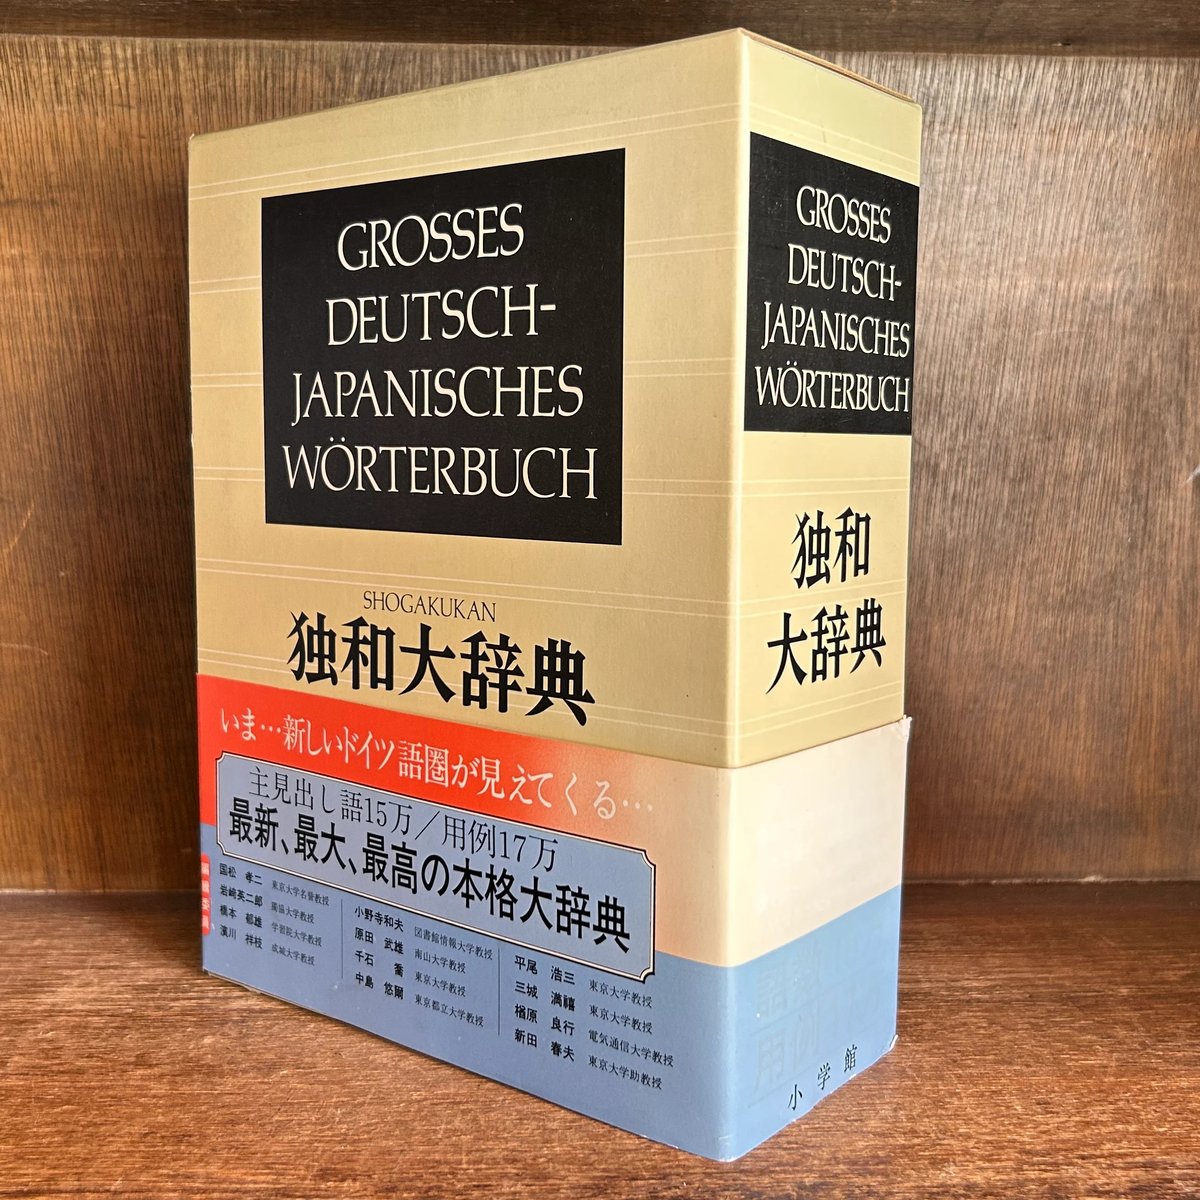 GROSSES
DEUTSCH-
JAPANISCHES
WÖRTERBUCH
SHOGAKUKAN
独和大辞典
いま…新しいドイツ語圏が見えてくる…
主見出し語15万／用例17万
最新、最大、最高の本格大辞典
編集委員
国松 孝二 東京大学名誉教授
岩﨑英二郎 獨協大学教授
橋本 郁雄 学習院大学教授
濱川 祥枝 成城大学教授
小野寺和夫 図書館情報大学教授
原田 武雄 南山大学教授
千石 喬 東京大学教授
中島 悠爾 東京都立大学教授
平尾 浩三 東京大学教授
三城 満禧 東京大学教授
楢原 良行 電気通信大学教授
新田 春夫 東京大学助教授
GROSSES
DEUTSCH-
JAPANISCHES
WÖRTERBUCH
独和
大辞典
小学館